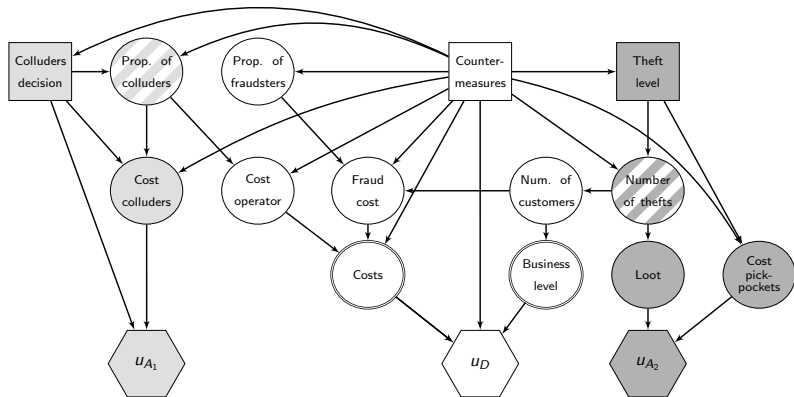 Colluders
decision
Prop. of
colluders
Prop. of
fraudsters
Counter-
measures
Theft
level
Cost
colluders
Cost
operator
Fraud
cost
Num. of
customers
Number
of thefts
Costs
Business
level
Loot
Cost
pick-
pockets
u_{A_1}
u_D
u_{A_2}